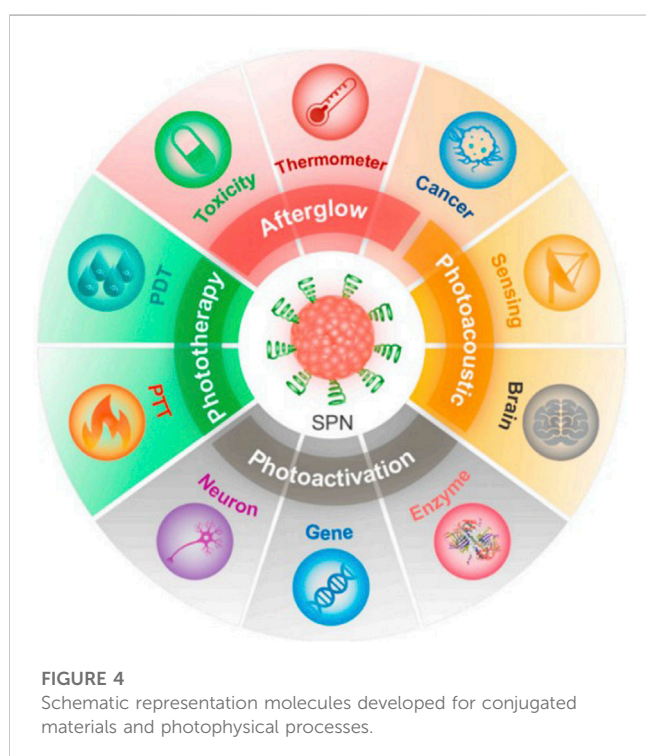 Thermometer
Toxicity
Cancer
Afterglow
Sensing
PDT
Photoacoustic
Phototherapy
PTT
Brain
SPN
Photoactivation
Neuron
Enzyme
Gene
FIGURE 4
Schematic representation molecules developed for conjugated
materials and photophysical processes.